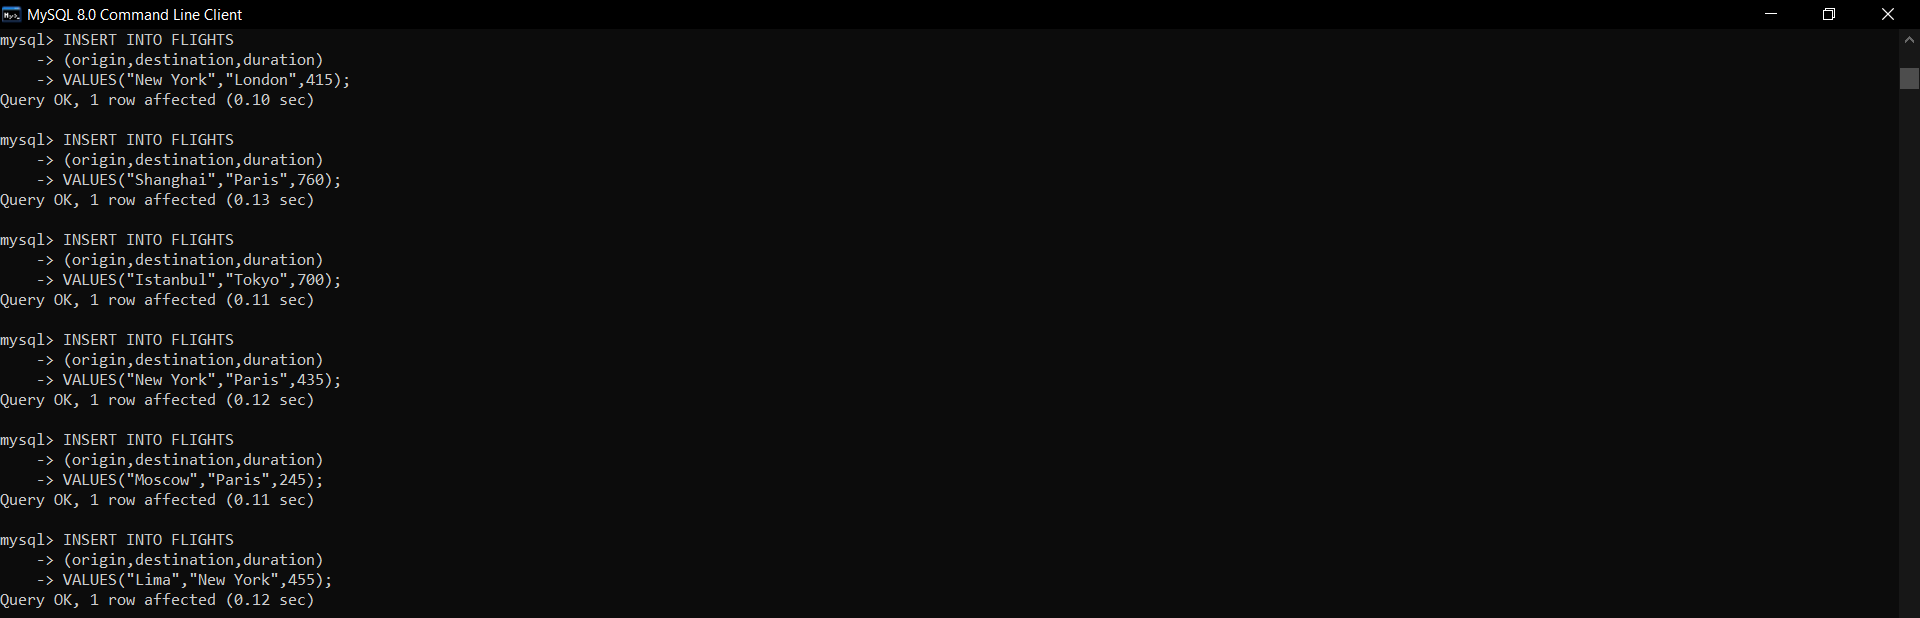 MySQL 8.0 Command Line Client
mysql> INSERT INTO FLIGHTS
    -> (origin,destination,duration)
    -> VALUES("New York","London",415);
Query OK, 1 row affected (0.10 sec)

mysql> INSERT INTO FLIGHTS
    -> (origin,destination,duration)
    -> VALUES("Shanghai","Paris",760);
Query OK, 1 row affected (0.13 sec)

mysql> INSERT INTO FLIGHTS
    -> (origin,destination,duration)
    -> VALUES("Istanbul","Tokyo",700);
Query OK, 1 row affected (0.11 sec)

mysql> INSERT INTO FLIGHTS
    -> (origin,destination,duration)
    -> VALUES("New York","Paris",435);
Query OK, 1 row affected (0.12 sec)

mysql> INSERT INTO FLIGHTS
    -> (origin,destination,duration)
    -> VALUES("Moscow","Paris",245);
Query OK, 1 row affected (0.11 sec)

mysql> INSERT INTO FLIGHTS
    -> (origin,destination,duration)
    -> VALUES("Lima","New York",455);
Query OK, 1 row affected (0.12 sec)